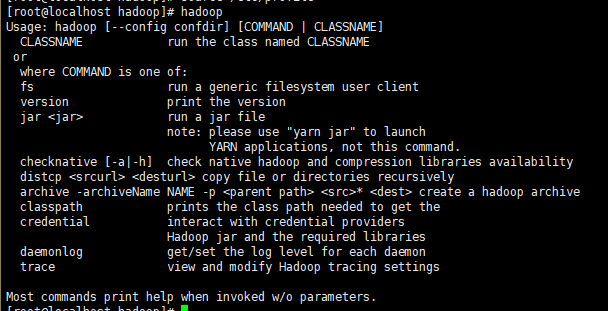 [root@localhost hadoop]# source /etc/profile
[root@localhost hadoop]# hadoop
Usage: hadoop [--config confdir] [COMMAND | CLASSNAME]
  CLASSNAME            run the class named CLASSNAME
 or
  where COMMAND is one of:
  fs                   run a generic filesystem user client
  version              print the version
  jar <jar>            run a jar file
                       note: please use "yarn jar" to launch
                             YARN applications, not this command.
  checknative [-a|-h]  check native hadoop and compression libraries availability
  distcp <srcurl> <desturl> copy file or directories recursively
  archive -archiveName NAME -p <parent path> <src>* <dest> create a hadoop archive
  classpath            prints the class path needed to get the
  credential           interact with credential providers
                       Hadoop jar and the required libraries
  daemonlog            get/set the log level for each daemon
  trace                view and modify Hadoop tracing settings

Most commands print help when invoked w/o parameters.
[root@localhost hadoop]#